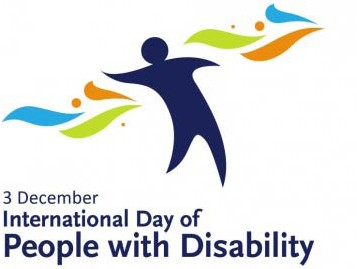 3 December
International Day of
People with Disability